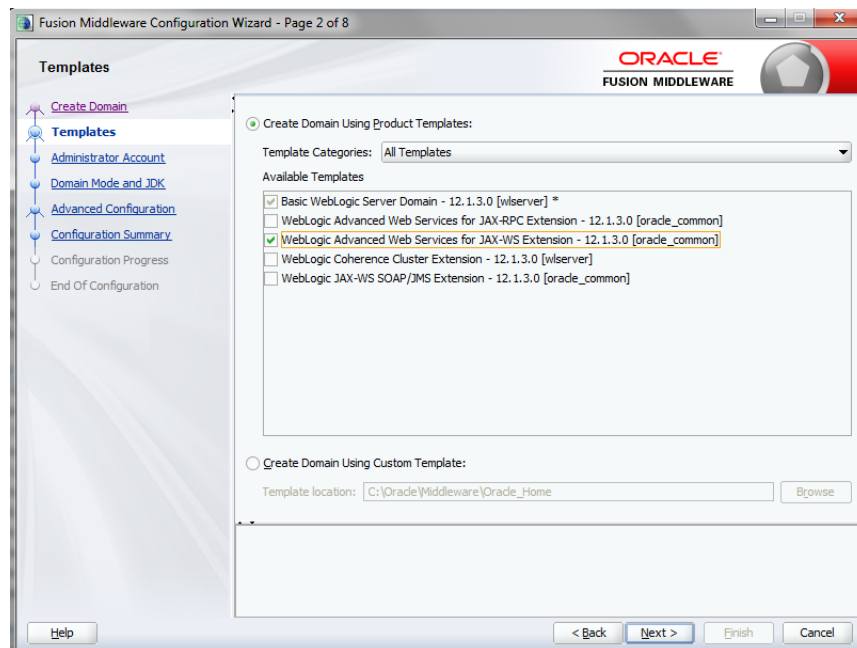 Fusion Middleware Configuration Wizard - Page 2 of 8
Templates
ORACLE
FUSION MIDDLEWARE
Create Domain
Templates
Administrator Account
Domain Mode and JDK
Advanced Configuration
Configuration Summary
Configuration Progress
End Of Configuration
Create Domain Using Product Templates:
Template Categories: All Templates
Available Templates
Basic WebLogic Server Domain - 12.1.3.0 [wlserver] *
WebLogic Advanced Web Services for JAX-RPC Extension - 12.1.3.0 [oracle_common]
WebLogic Advanced Web Services for JAX-WS Extension - 12.1.3.0 [oracle_common]
WebLogic Coherence Cluster Extension - 12.1.3.0 [wlserver]
WebLogic JAX-WS SOAP/JMS Extension - 12.1.3.0 [oracle_common]
Create Domain Using Custom Template:
Template location: C:\Oracle\Middleware\Oracle_Home Browse
Help < Back Next > Finish Cancel